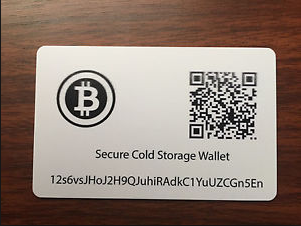 Secure Cold Storage Wallet
12s6vsJHoJ2H9QJuhiRAdkC1YuUZCGn5En